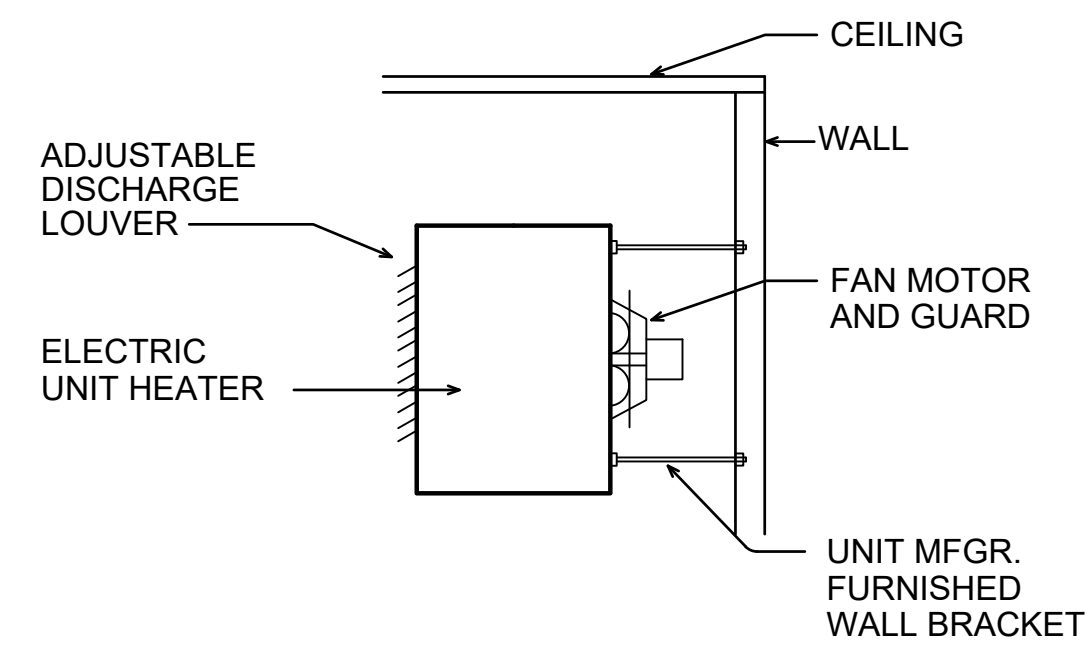 CEILING
WALL
ADJUSTABLE
DISCHARGE
LOUVER
FAN MOTOR
AND GUARD
ELECTRIC
UNIT HEATER
UNIT MFGR.
FURNISHED
WALL BRACKET